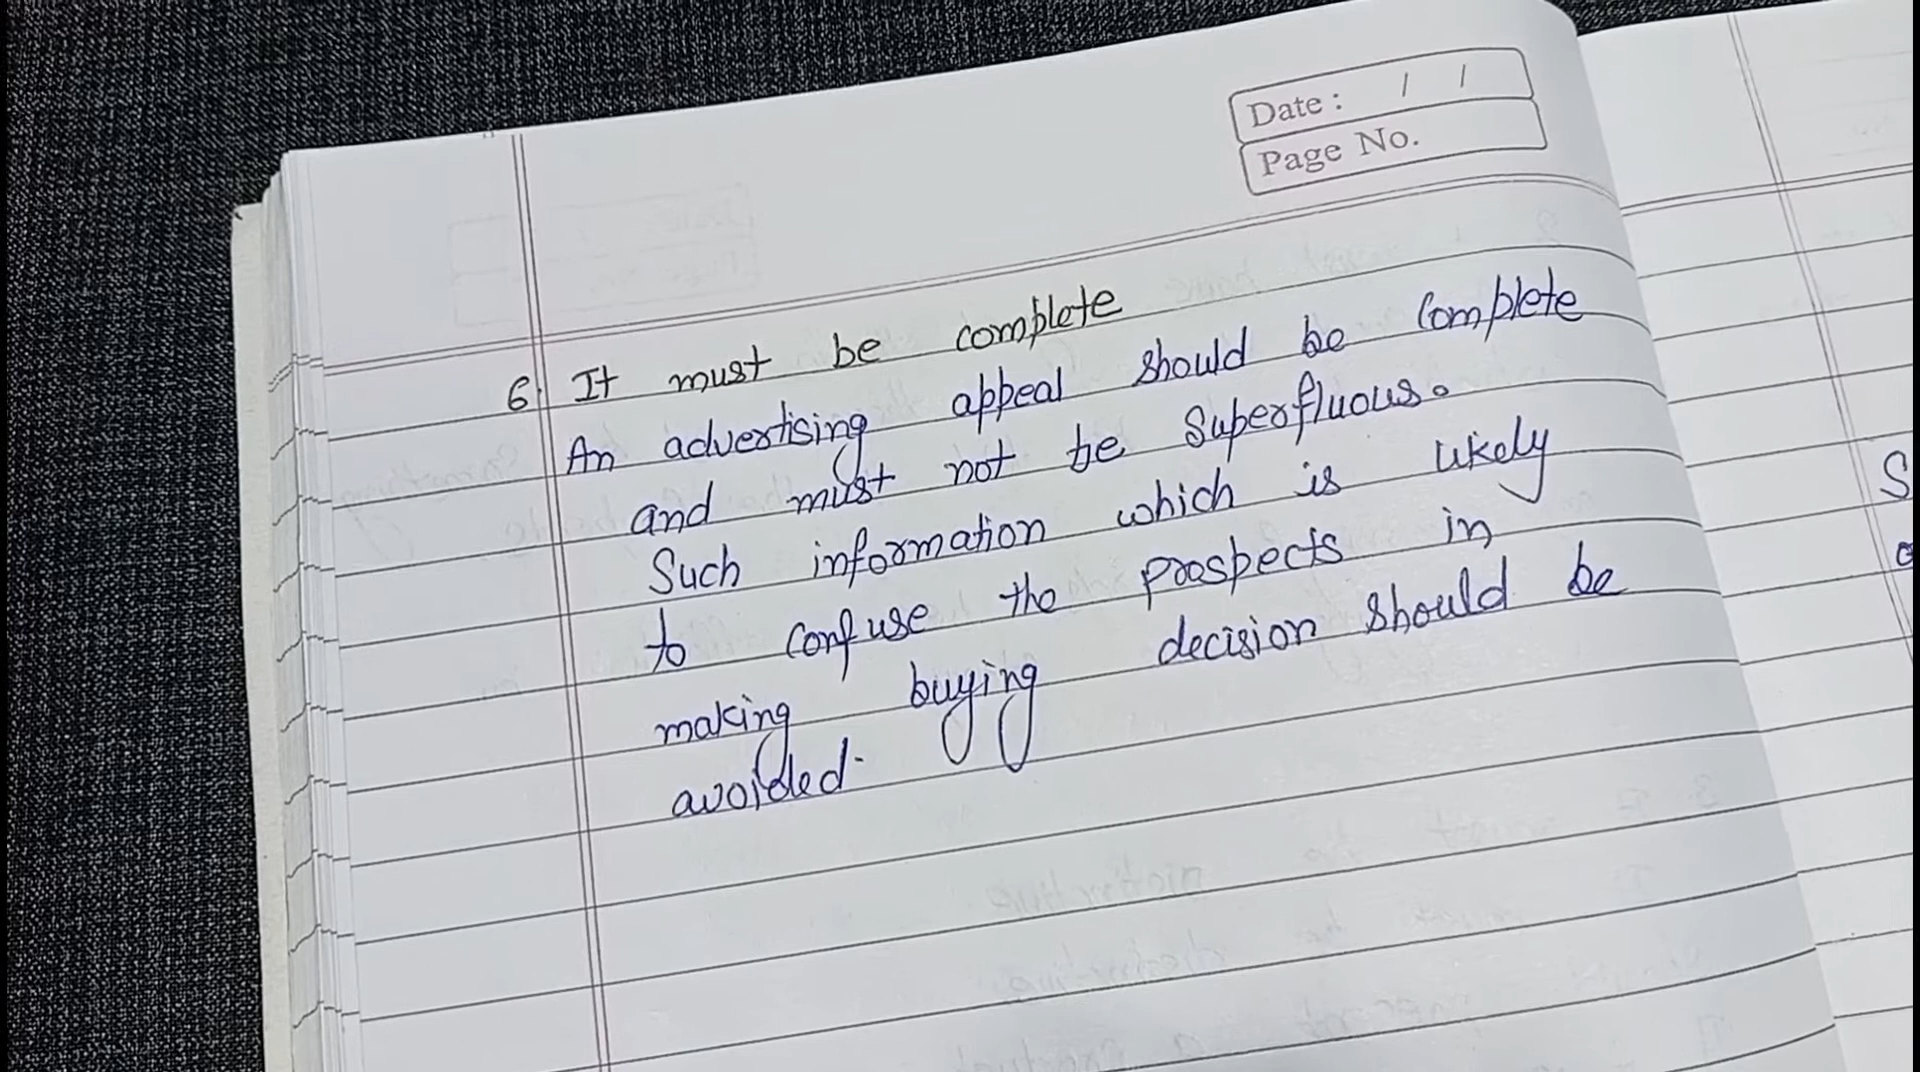 Date : / /
Page No.
6. It must be complete
An advertising appeal should be complete
and must not be superfluous.
Such information which is likely
to confuse the prospects in
making buying decision should be
avoided.
S